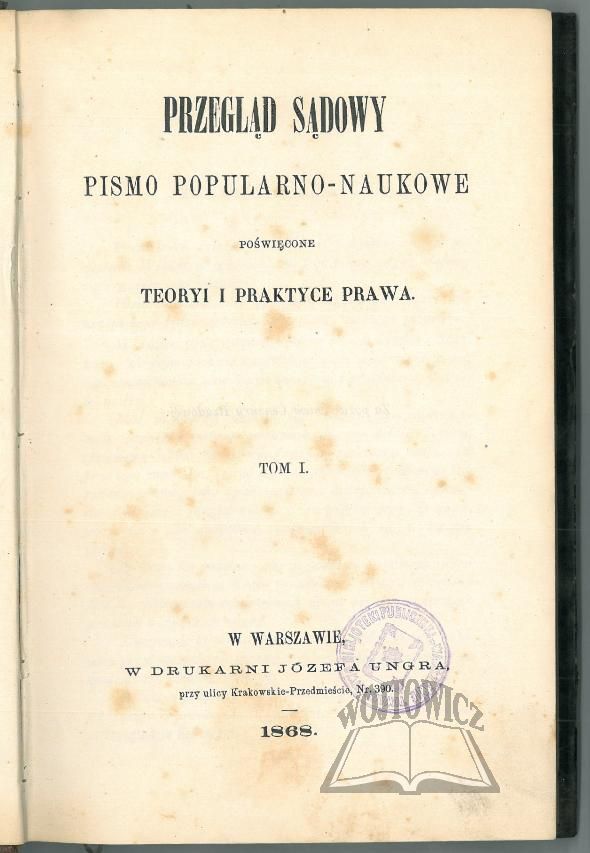 PRZEGLĄD SĄDOWY
PISMO POPULARNO-NAUKOWE
POŚWIĘCONE
TEORYI I PRAKTYCE PRAWA.
TOM I.
W WARSZAWIE,
W DRUKARNI JÓZEFA UNGRA,
przy ulicy Krakowskie-Przedmieście, Nr. 390.
1868.
WÓJTOWICZ